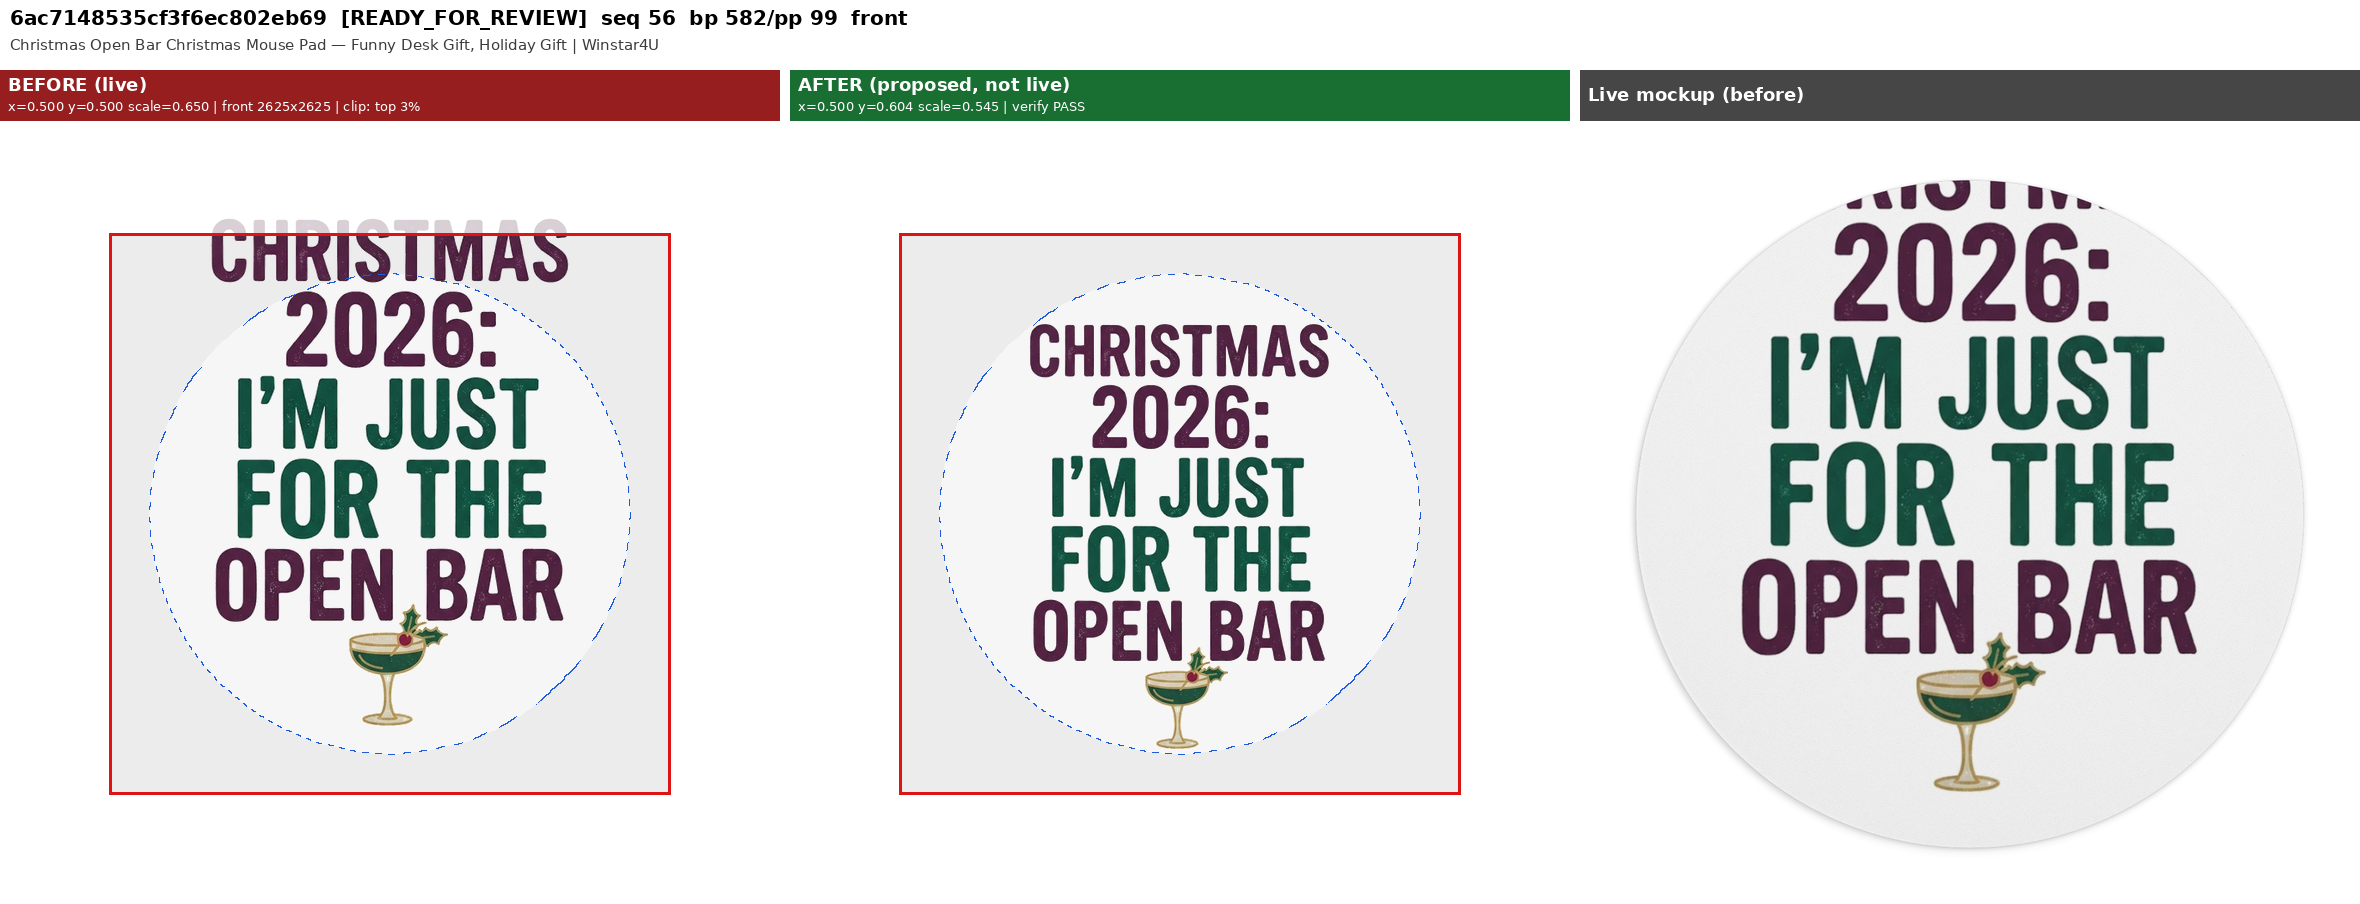 6ac7148535cf3f6ec802eb69 [READY_FOR_REVIEW] seq 56 bp 582/pp 99 front
Christmas Open Bar Christmas Mouse Pad — Funny Desk Gift, Holiday Gift | Winstar4U
BEFORE (live)
x=0.500 y=0.500 scale=0.650 | front 2625x2625 | clip: top 3%
CHRISTMAS
2026:
I’M JUST
FOR THE
OPEN BAR
AFTER (proposed, not live)
x=0.500 y=0.604 scale=0.545 | verify PASS
CHRISTMAS
2026:
I’M JUST
FOR THE
OPEN BAR
Live mockup (before)
2026:
I’M JUST
FOR THE
OPEN BAR